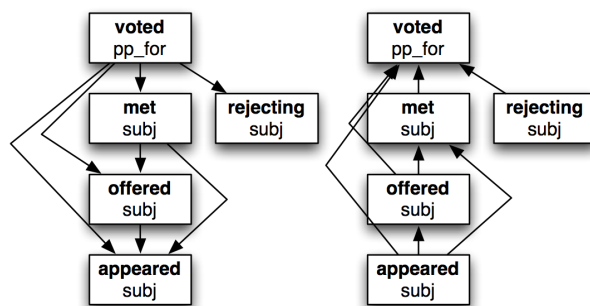 voted
pp_for
met
subj
rejecting
subj
offered
subj
appeared
subj
voted
pp_for
met
subj
rejecting
subj
offered
subj
appeared
subj